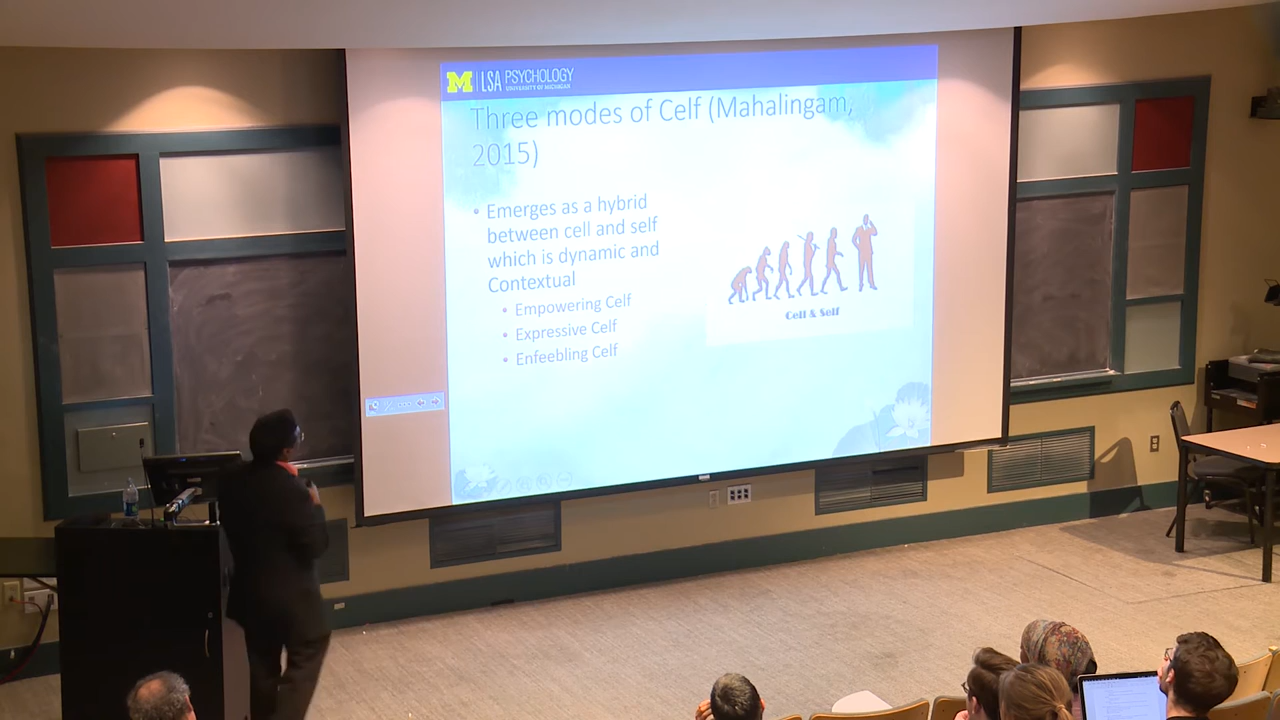 M LSA PSYCHOLOGY
UNIVERSITY OF MICHIGAN
Three modes of Celf (Mahalingam,
2015)
• Emerges as a hybrid
between cell and self
which is dynamic and
Contextual
• Empowering Celf
• Expressive Celf
• Enfeebling Celf
Cell & Self